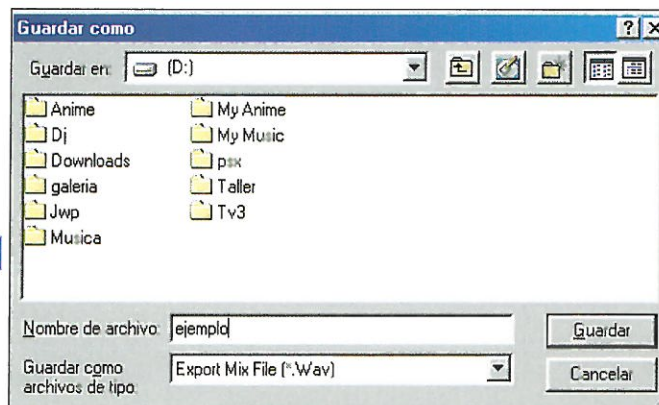 Guardar como
Guardar en: (D:)
Anime
Dj
Downloads
galeria
Jwp
Musica
My Anime
My Music
psx
Taller
Tv3
Nombre de archivo: ejemplo
Guardar
Guardar como
archivos de tipo: Export Mix File (*.Wav)
Cancelar